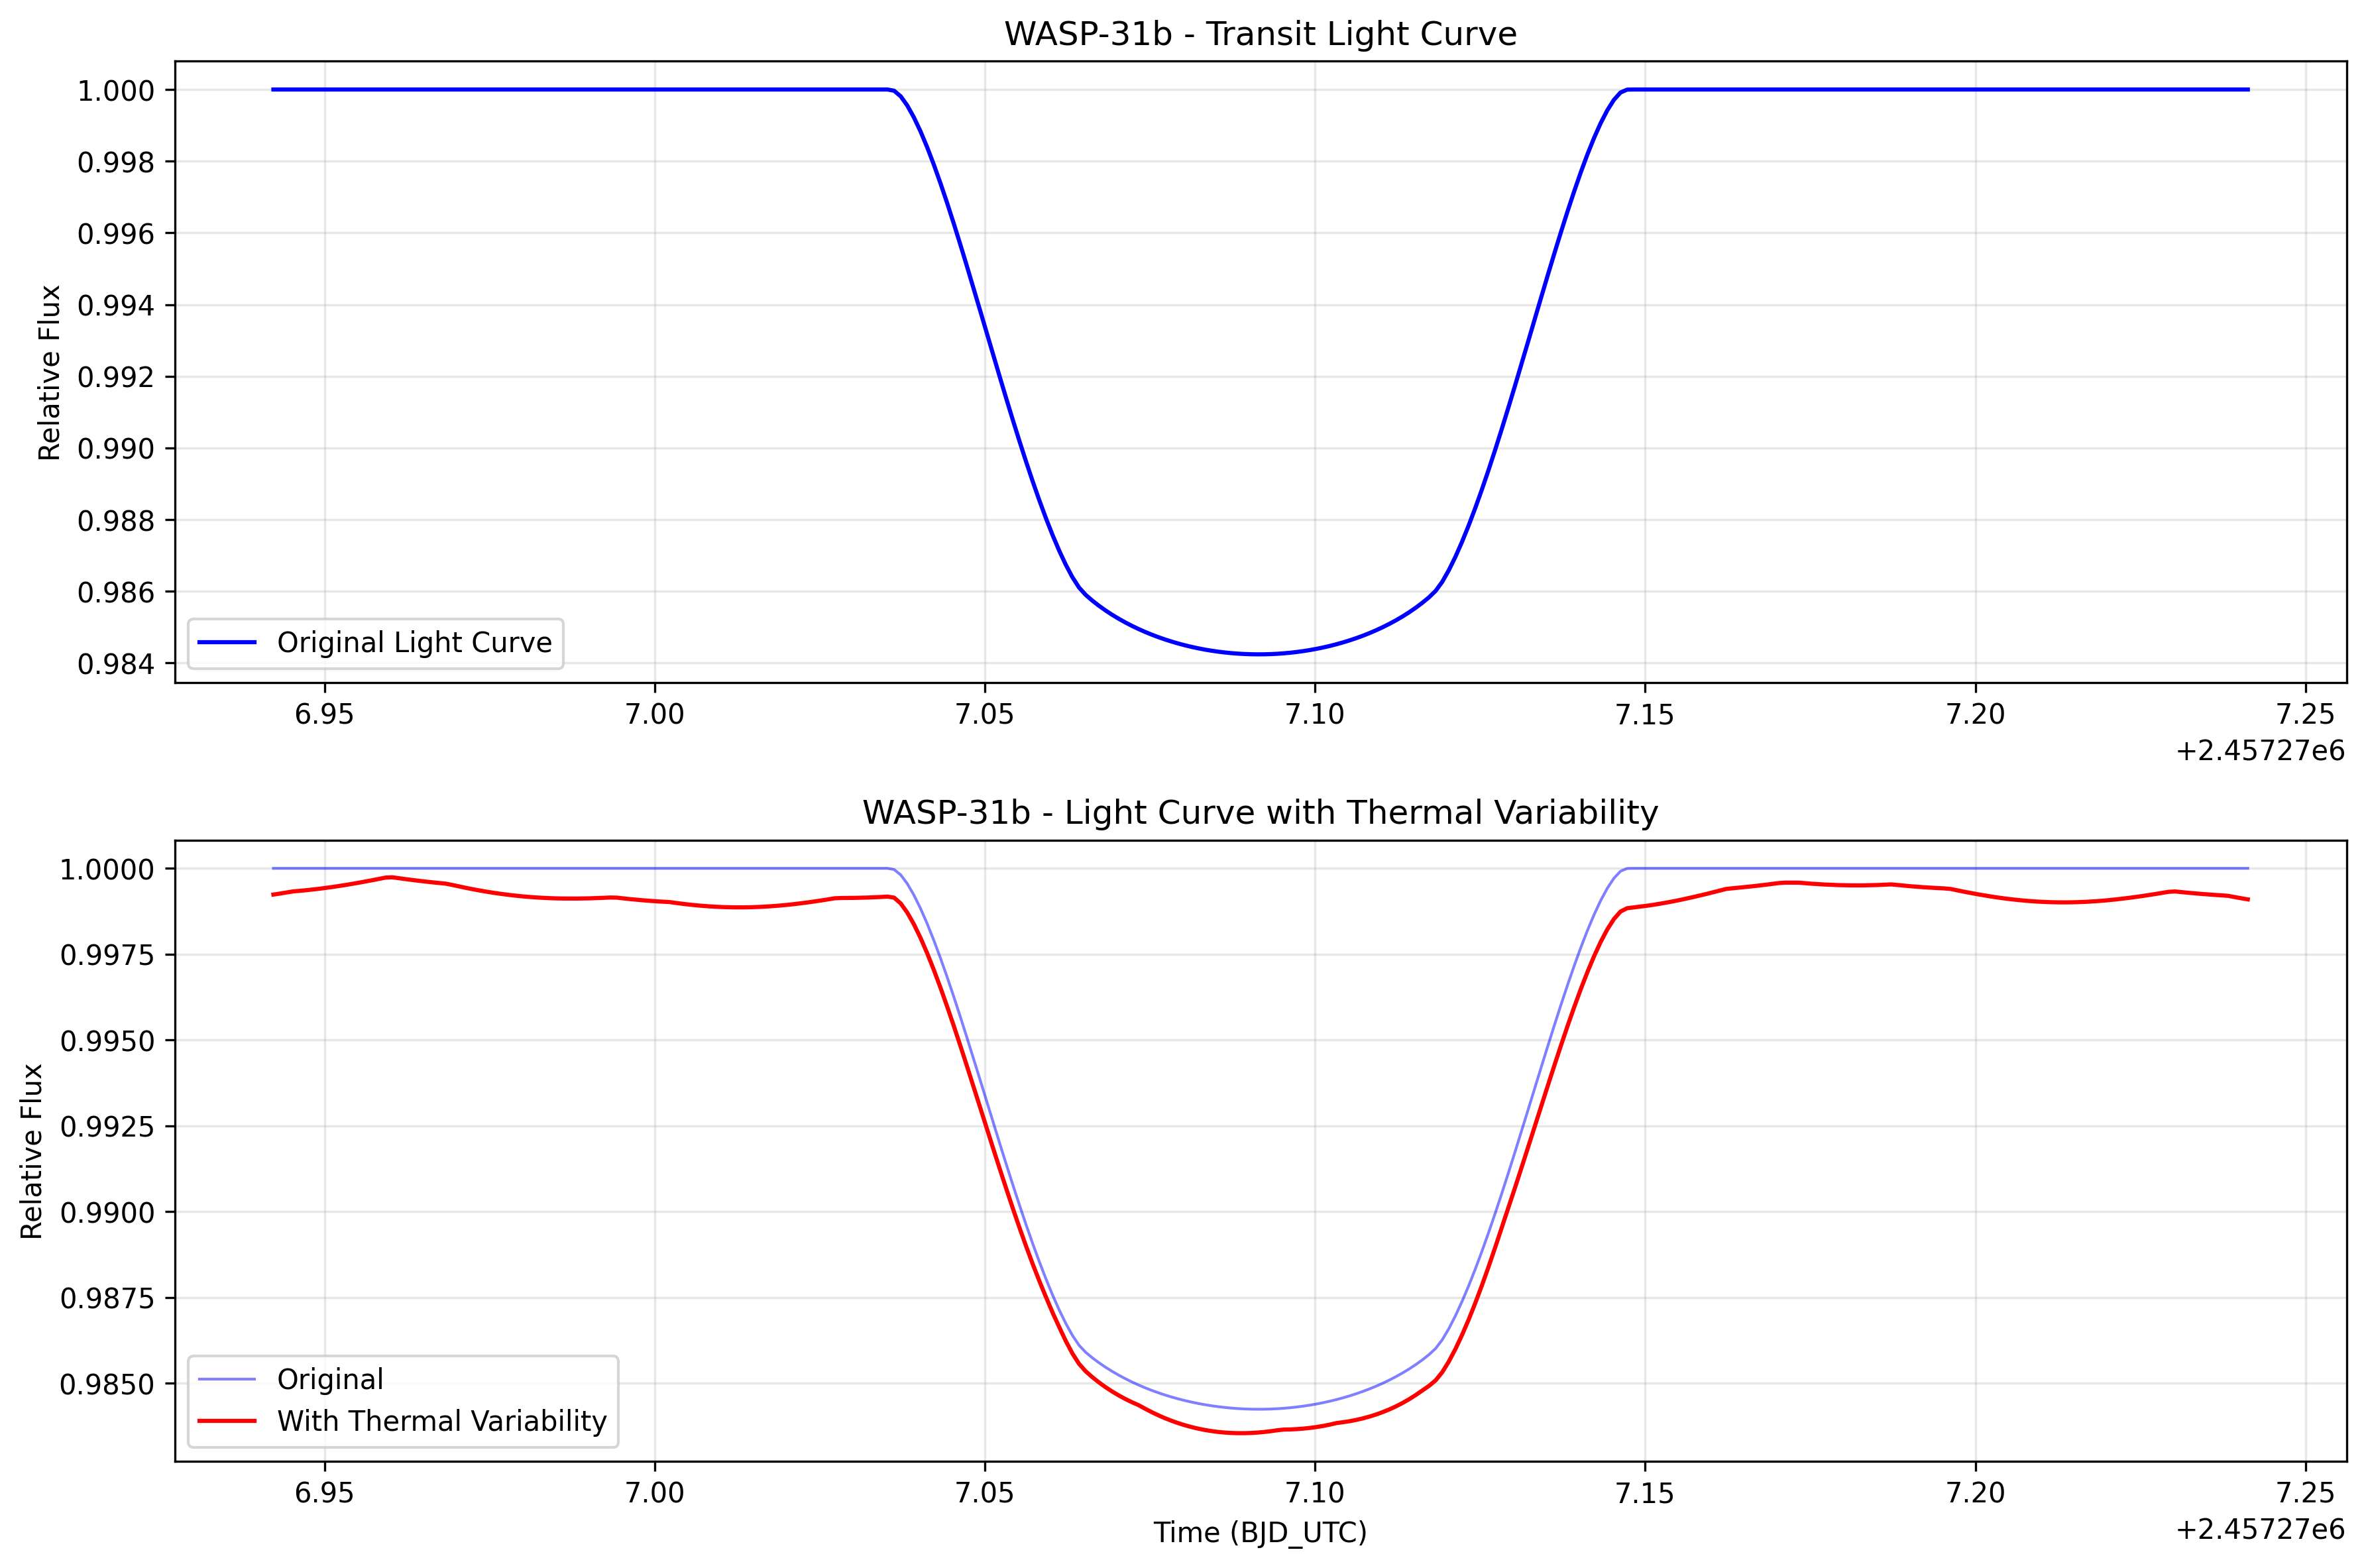 WASP-31b - Transit Light Curve
Relative Flux
1.000
0.998
0.996
0.994
0.992
0.990
0.988
0.986
0.984
Original Light Curve
6.95 7.00 7.05 7.10 7.15 7.20 7.25
+2.45727e6
WASP-31b - Light Curve with Thermal Variability
Relative Flux
1.0000
0.9975
0.9950
0.9925
0.9900
0.9875
0.9850
Original
With Thermal Variability
6.95 7.00 7.05 7.10 7.15 7.20 7.25
Time (BJD_UTC)
+2.45727e6